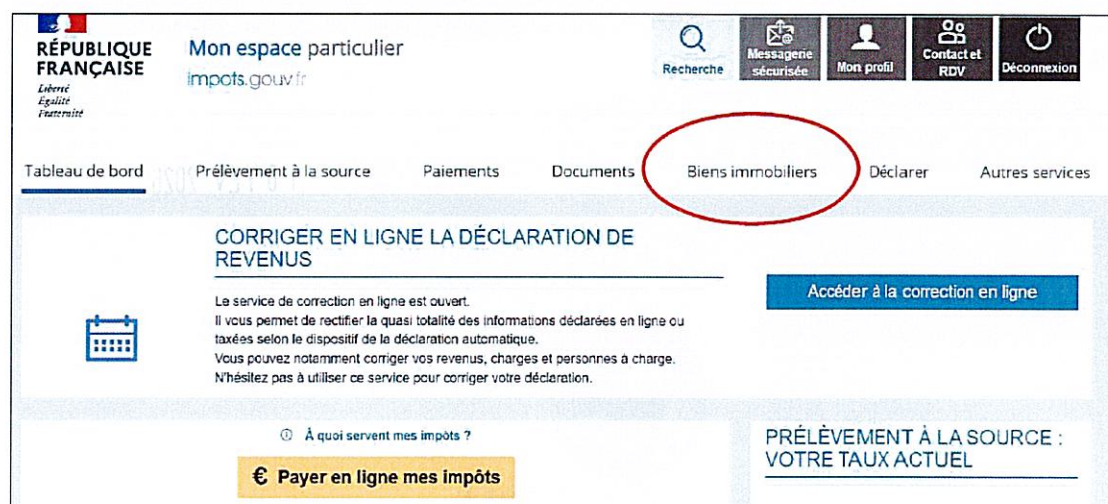 RÉPUBLIQUE
FRANÇAISE
Liberté
Égalité
Fraternité
Mon espace particulier
impots.gouv.fr
Recherche
Messagerie
sécurisée
Mon profil
Contact et
RDV
Déconnexion
Tableau de bord
Prélèvement à la source
Paiements
Documents
Biens immobiliers
Déclarer
Autres services
CORRIGER EN LIGNE LA DÉCLARATION DE
REVENUS
Le service de correction en ligne est ouvert.
Il vous permet de rectifier la quasi totalité des informations déclarées en ligne ou
taxées selon le dispositif de la déclaration automatique.
Vous pouvez notamment corriger vos revenus, charges et personnes à charge.
N'hésitez pas à utiliser ce service pour corriger votre déclaration.
Accéder à la correction en ligne
À quoi servent mes impôts ?
€ Payer en ligne mes impôts
PRÉLÈVEMENT À LA SOURCE :
VOTRE TAUX ACTUEL